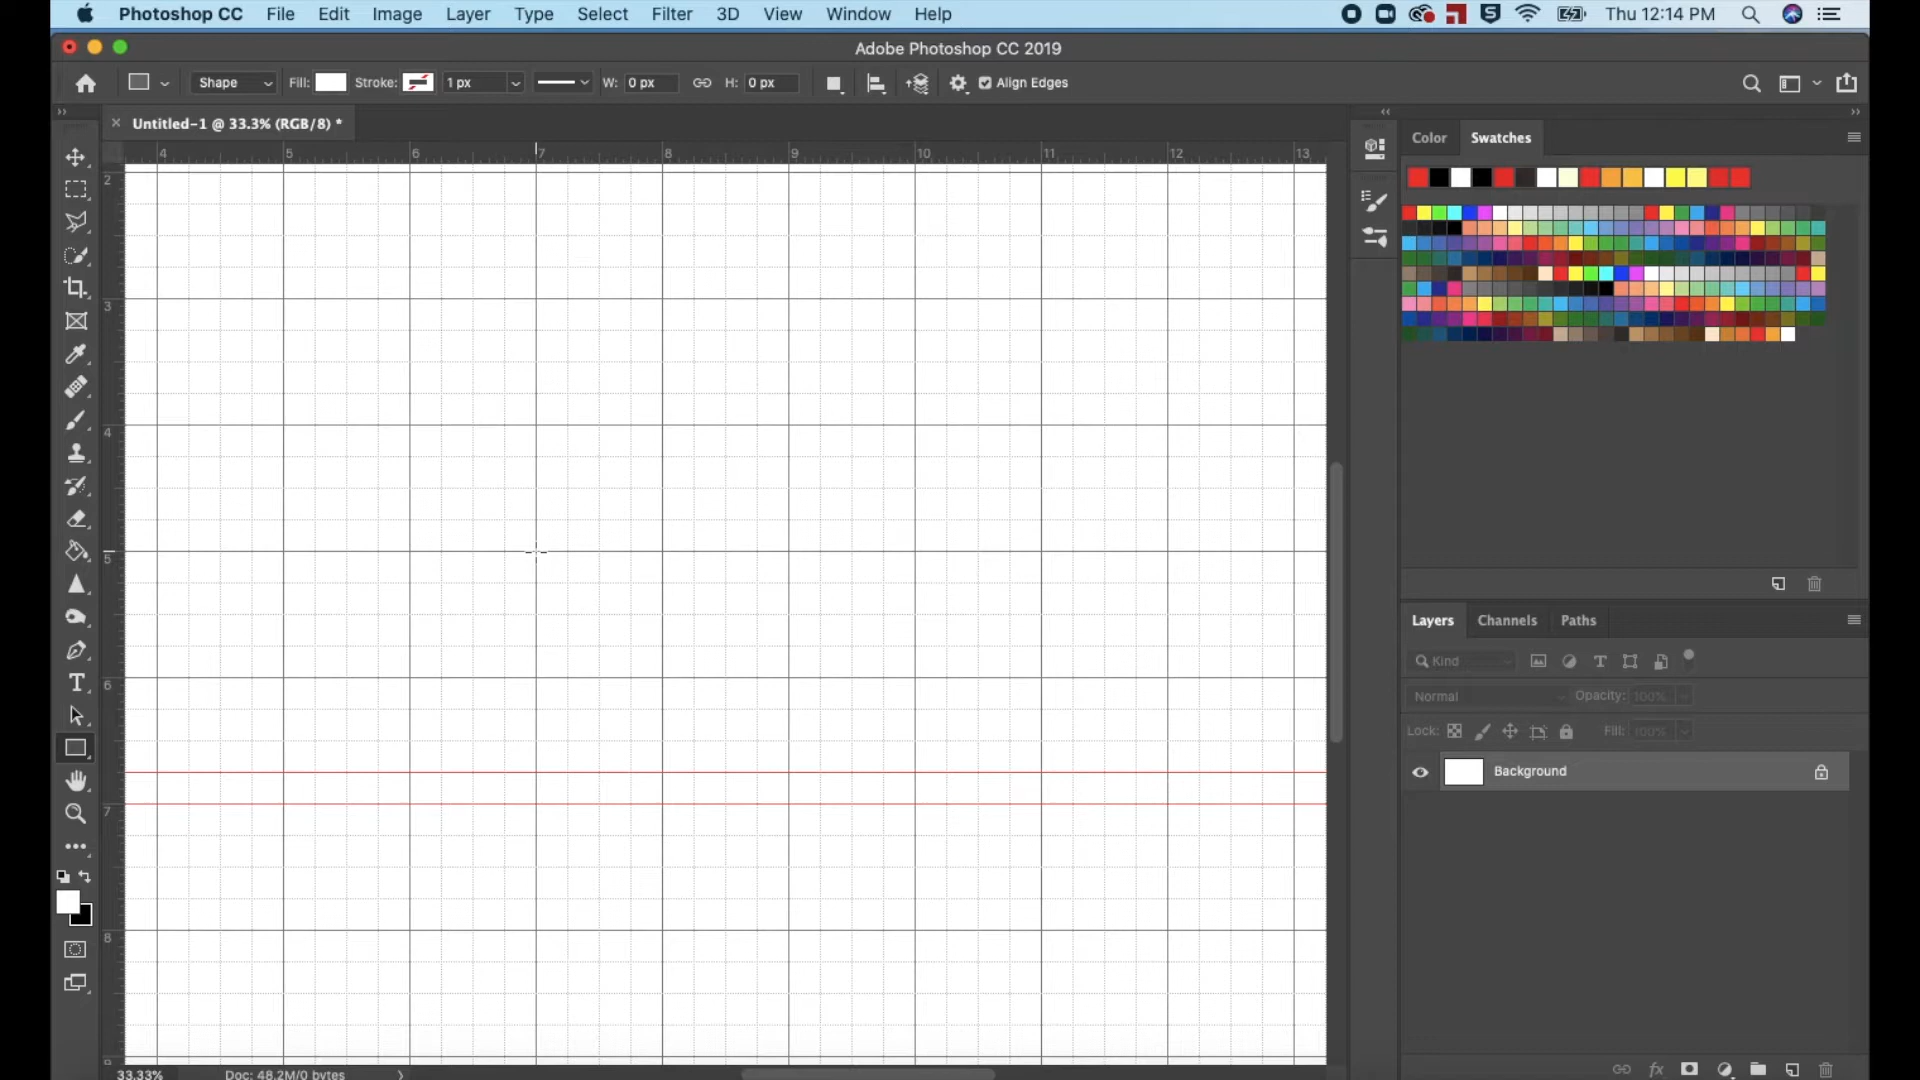 Photoshop CC File Edit Image Layer Type Select Filter 3D View Window Help Thu 12:14 PM
Adobe Photoshop CC 2019
Shape Fill: Stroke: 1 px W: 0 px H: 0 px Align Edges
Untitled-1 @ 33.3% (RGB/8) *
Color Swatches
4 5 6 7 8 9 10 11 12 13
2
3
4
5
6
7
8
9
Layers Channels Paths
Kind
Normal Opacity: 100%
Lock: Fill: 100%
Background
33.33% Doc: 48.2M/0 bytes
fx